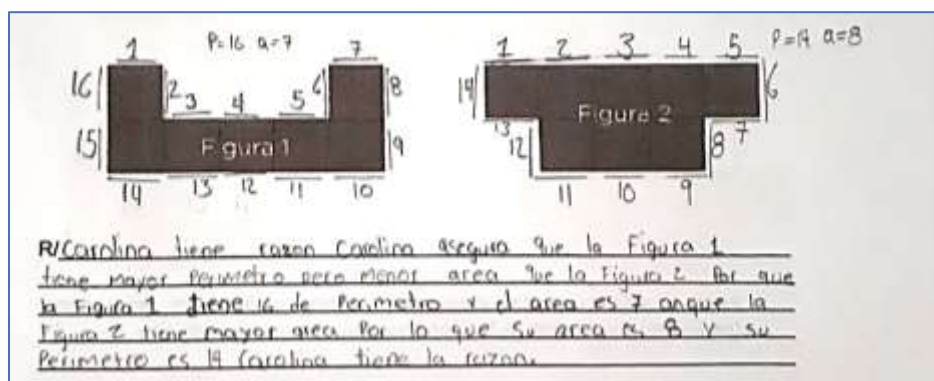 1 P=16 a=7 7
16 2 3 4 5 6 8
15 Figura 1 9
14 13 12 11 10
1 2 3 4 5 P=14 a=8
14 Figura 2 6
13 12 8 7
11 10 9
R/Carolina tiene razon Carolina asegura que la Figura 1
tiene mayor Perimetro pero menor area que la Figura 2 Por que
la Figura 1 tiene 16 de Perimetro y el area es 7 anque la
Figura 2 tiene mayor area Por lo que su area es 8 y su
Perimetro es 14 Carolina tiene la razon.